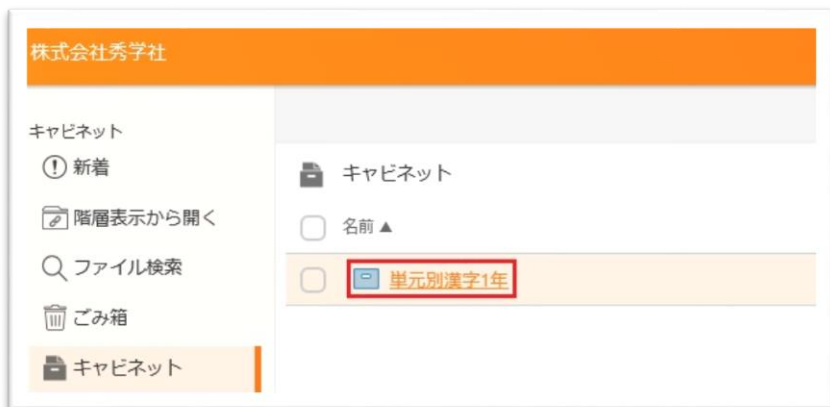 株式会社秀学社
キャビネット
新着
階層表示から開く
ファイル検索
ごみ箱
キャビネット
キャビネット
名前▲
単元別漢字1年